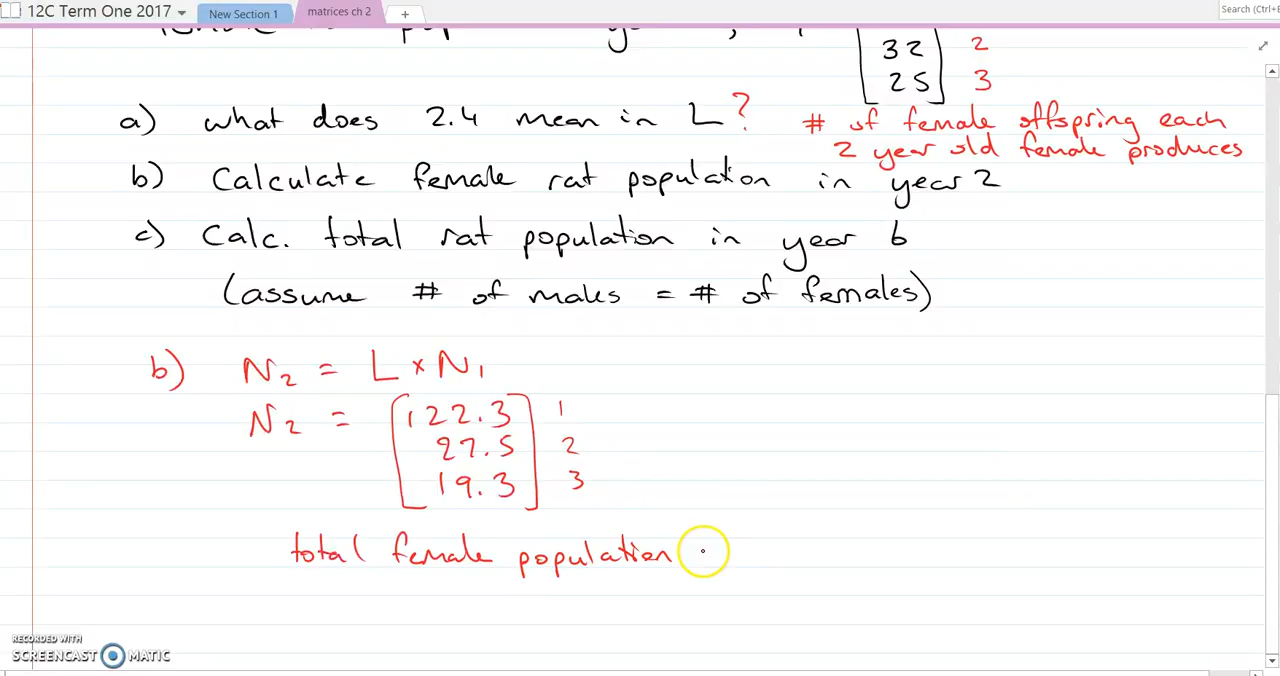 12C Term One 2017
New Section 1
matrices ch 2
+
Search (Ctrl+E
32 2
25 3
a) what does 2.4 mean in L? # of female offspring each
2 year old female produces
b) Calculate female rat population in year 2
c) Calc. total rat population in year 6
(assume # of males = # of females)
b) N2 = L × N1
N2 = [122.3 1
27.5 2
19.3] 3
total female population
RECORDED WITH
SCREENCAST MATIC